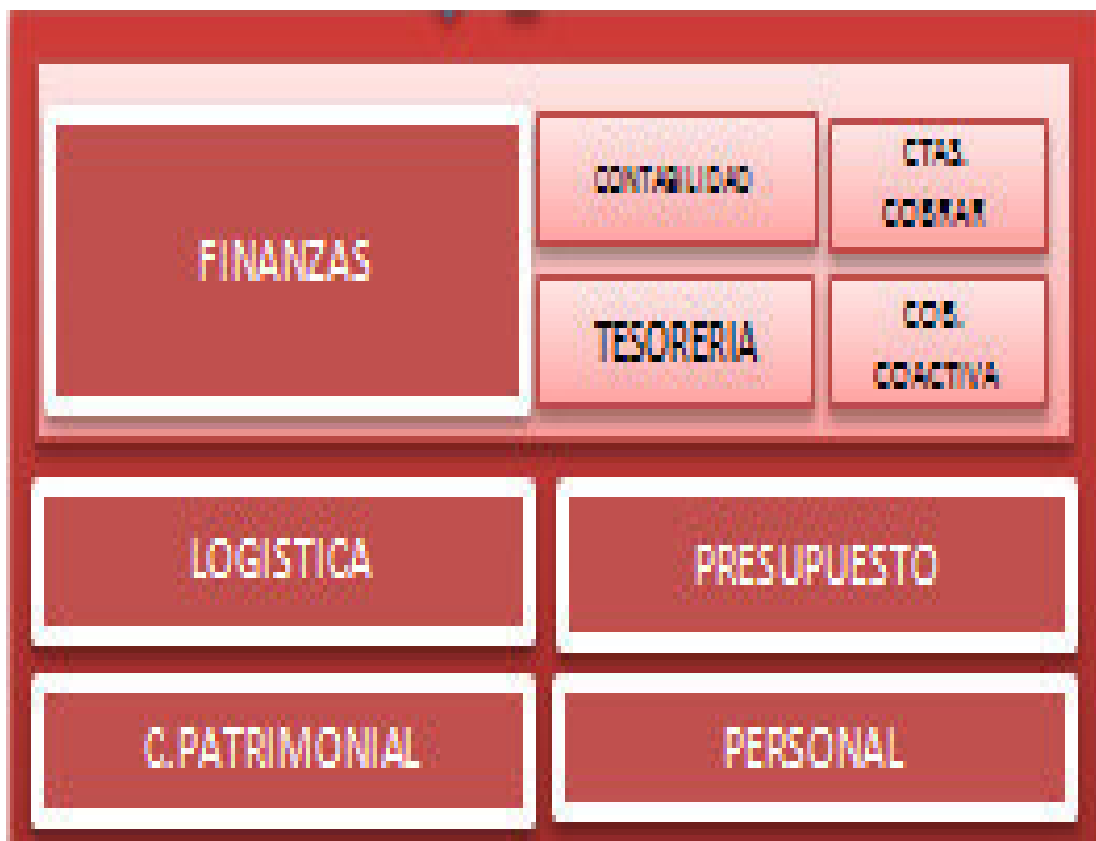 FINANZAS
CONTABILIDAD
CTAS.
COBRAR
TESORERIA
COB.
COACTIVA
LOGISTICA
PRESUPUESTO
C.PATRIMONIAL
PERSONAL